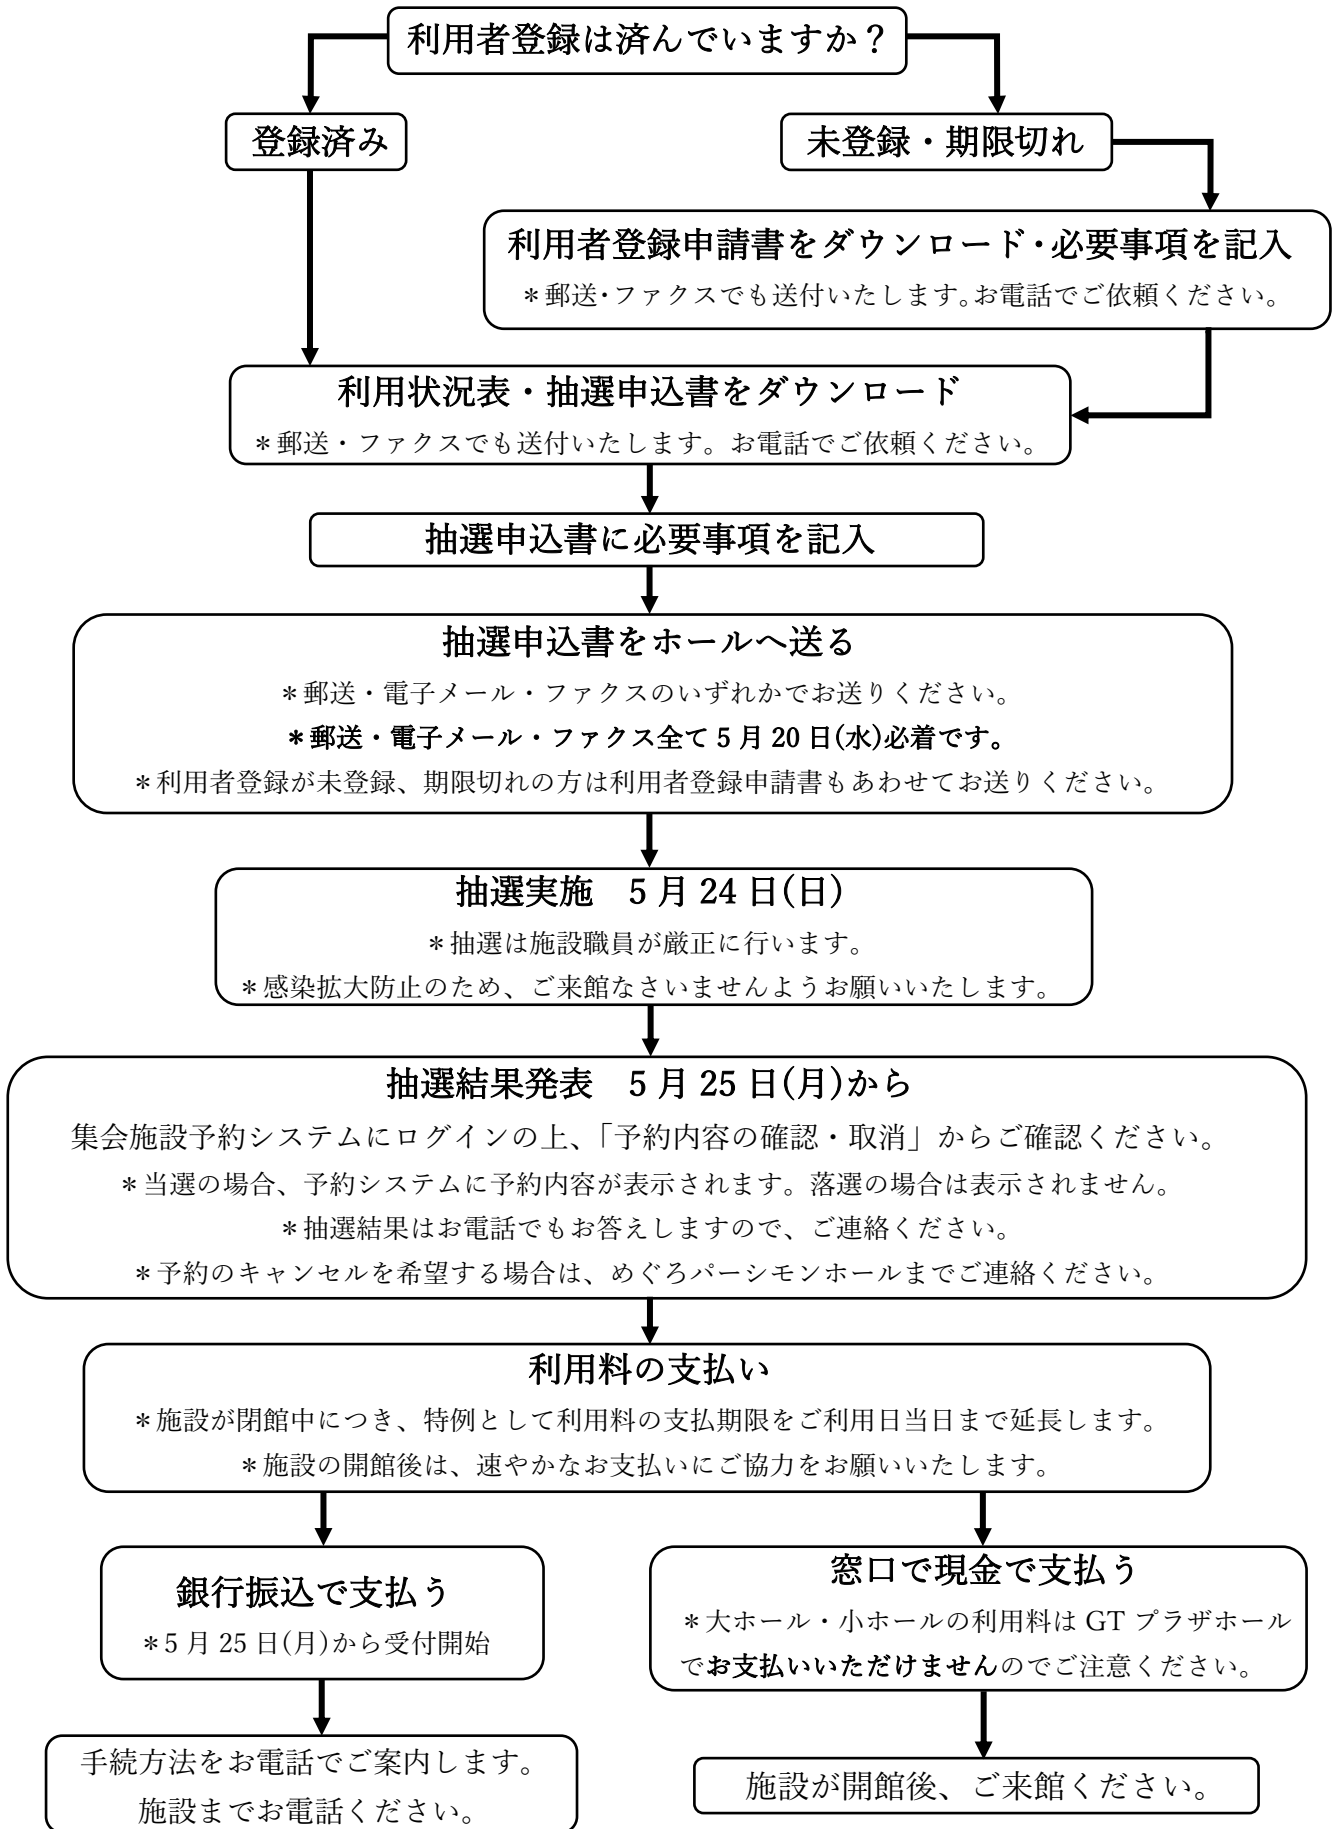 利用者登録は済んでいますか？
登録済み
未登録・期限切れ
利用者登録申請書をダウンロード・必要事項を記入
＊郵送・ファクスでも送付いたします。お電話でご依頼ください。
利用状況表・抽選申込書をダウンロード
＊郵送・ファクスでも送付いたします。お電話でご依頼ください。
抽選申込書に必要事項を記入
抽選申込書をホールへ送る
＊郵送・電子メール・ファクスのいずれかでお送りください。
＊郵送・電子メール・ファクス全て5月20日(水)必着です。
＊利用者登録が未登録、期限切れの方は利用者登録申請書もあわせてお送りください。
抽選実施　5月24日(日)
＊抽選は施設職員が厳正に行います。
＊感染拡大防止のため、ご来館なさいませんようお願いいたします。
抽選結果発表　5月25日(月)から
集会施設予約システムにログインの上、「予約内容の確認・取消」からご確認ください。
＊当選の場合、予約システムに予約内容が表示されます。落選の場合は表示されません。
＊抽選結果はお電話でもお答えしますので、ご連絡ください。
＊予約のキャンセルを希望する場合は、めぐろパーシモンホールまでご連絡ください。
利用料の支払い
＊施設が閉館中につき、特例として利用料の支払期限をご利用日当日まで延長します。
＊施設の開館後は、速やかなお支払いにご協力をお願いいたします。
銀行振込で支払う
＊5月25日(月)から受付開始
窓口で現金で支払う
＊大ホール・小ホールの利用料はGTプラザホール
でお支払いいただけませんのでご注意ください。
手続方法をお電話でご案内します。
施設までお電話ください。
施設が開館後、ご来館ください。